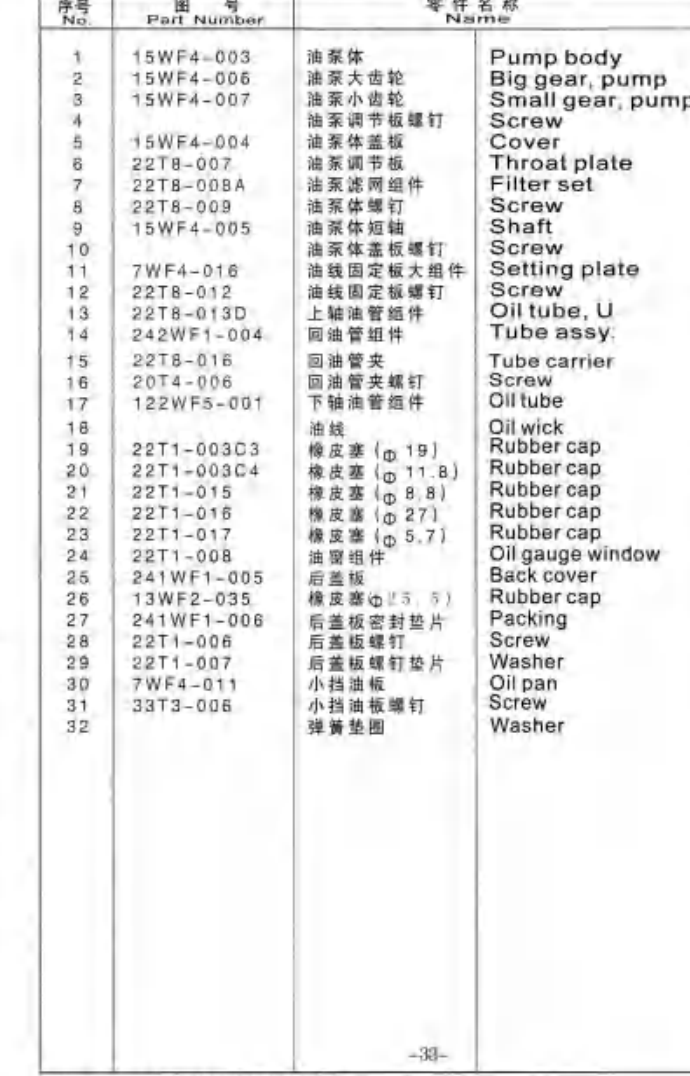 序号 图 号 零件名称
No. Part Number Name
1 15WF4-003 油泵体 Pump body
2 15WF4-006 油泵大齿轮 Big gear, pump
3 15WF4-007 油泵小齿轮 Small gear, pump
4 油泵调节板螺钉 Screw
5 15WF4-004 油泵体盖板 Cover
6 22T8-007 油泵调节板 Throat plate
7 22T8-008A 油泵滤网组件 Filter set
8 22T8-009 油泵体螺钉 Screw
9 15WF4-005 油泵体短轴 Shaft
10 油泵体盖板螺钉 Screw
11 7WF4-016 油线固定板大组件 Setting plate
12 22T8-012 油线固定板螺钉 Screw
13 22T8-013D 上轴油管组件 Oil tube, U
14 242WF1-004 回油管组件 Tube assy.
15 22T8-016 回油管夹 Tube carrier
16 20T4-006 回油管夹螺钉 Screw
17 122WF5-001 下轴油管组件 Oil tube
18 油线 Oil wick
19 22T1-003C3 橡皮塞 (Φ 19) Rubber cap
20 22T1-003C4 橡皮塞 (Φ 11.8) Rubber cap
21 22T1-015 橡皮塞 (Φ 8.8) Rubber cap
22 22T1-016 橡皮塞 (Φ 27) Rubber cap
23 22T1-017 橡皮塞 (Φ 5.7) Rubber cap
24 22T1-008 油窗组件 Oil gauge window
25 241WF1-005 后盖板 Back cover
26 13WF2-035 橡皮塞Φ25.5) Rubber cap
27 241WF1-006 后盖板密封垫片 Packing
28 22T1-006 后盖板螺钉 Screw
29 22T1-007 后盖板螺钉垫片 Washer
30 7WF4-011 小挡油板 Oil pan
31 33T3-006 小挡油板螺钉 Screw
32 弹簧垫圈 Washer
-33-